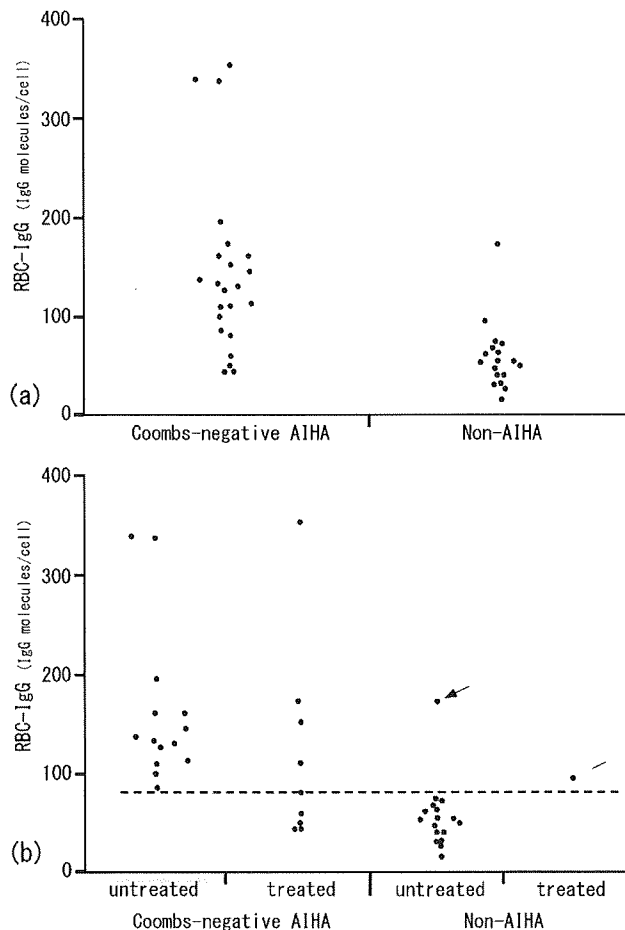 400
300
200
100
0
RBC-IgG (IgG molecules/cell)
(a)
Coombs-negative AIHA Non-AIHA
400
300
200
100
0
RBC-IgG (IgG molecules/cell)
(b)
untreated treated untreated treated
Coombs-negative AIHA Non-AIHA